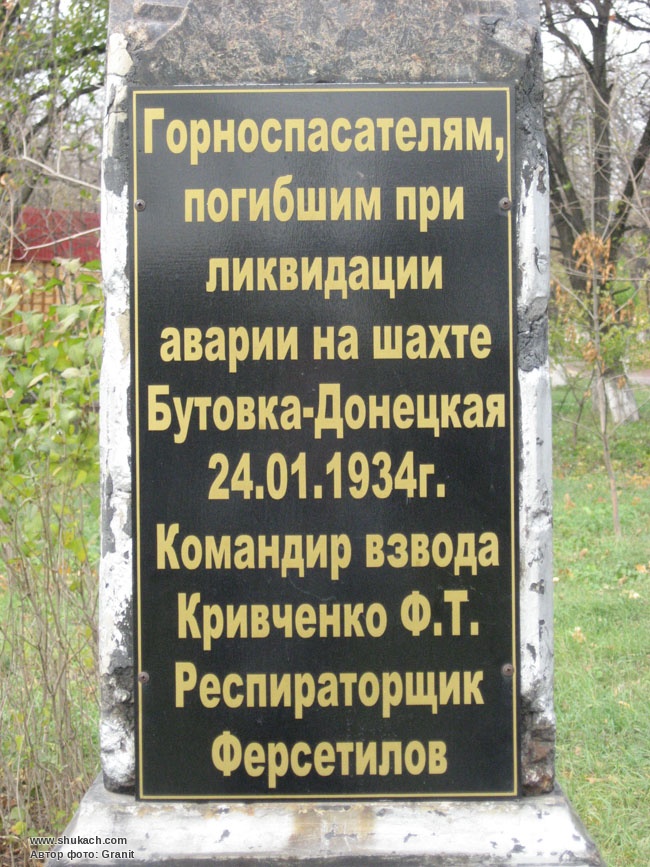 Горноспасателям,
погибшим при
ликвидации
аварии на шахте
Бутовка-Донецкая
24.01.1934г.
Командир взвода
Кривченко Ф.Т.
Респираторщик
Ферсетилов
www.shukach.com
Автор фото: Granit